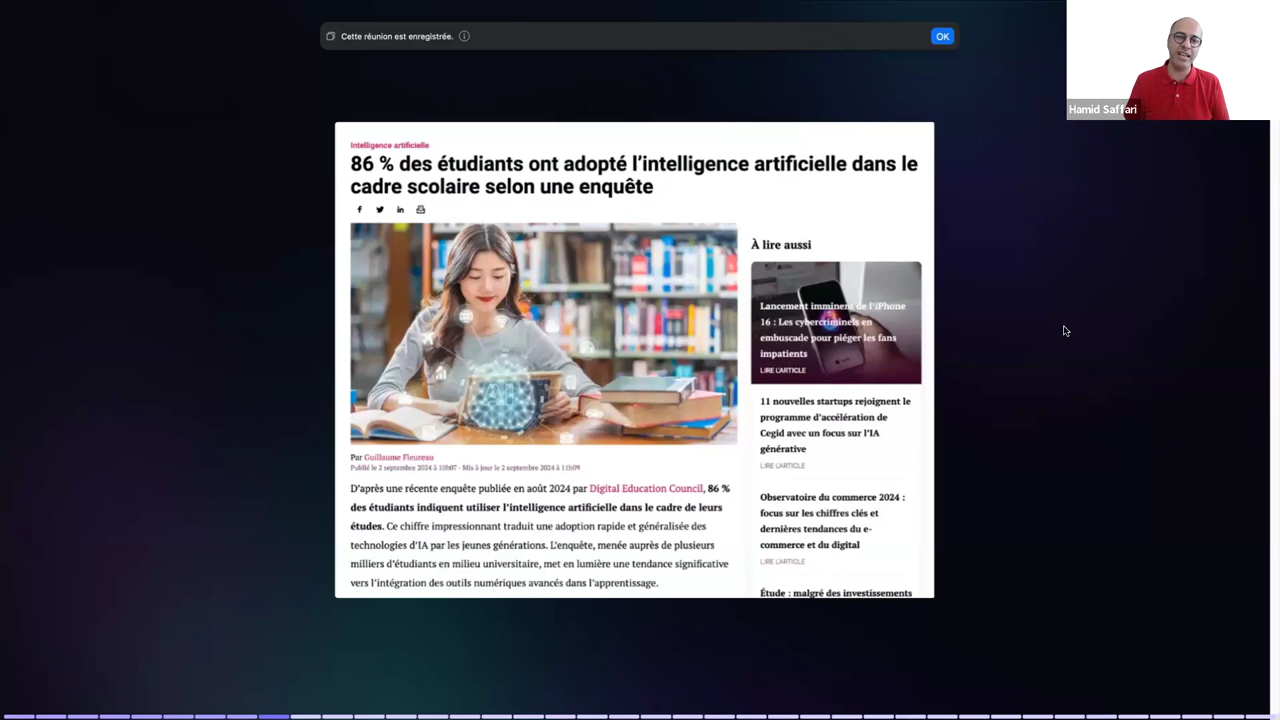 Cette réunion est enregistrée.
OK
Hamid Saffari
Intelligence artificielle
86 % des étudiants ont adopté l'intelligence artificielle dans le
cadre scolaire selon une enquête
À lire aussi
Lancement imminent de l'iPhone
16 : Les cybercriminels en
embuscade pour piéger les fans
impatients
LIRE L'ARTICLE
11 nouvelles startups rejoignent le
programme d'accélération de
Cegid avec un focus sur l'IA
générative
LIRE L'ARTICLE
Observatoire du commerce 2024 :
focus sur les chiffres clés et
dernières tendances du e-
commerce et du digital
LIRE L'ARTICLE
Étude : malgré des investissements
AI
Par Guillaume Fleureau
Publié le 2 septembre 2024 à 10h07 - Mis à jour le 2 septembre 2024 à 11h09
D'après une récente enquête publiée en août 2024 par Digital Education Council, 86 %
des étudiants indiquent utiliser l'intelligence artificielle dans le cadre de leurs
études. Ce chiffre impressionnant traduit une adoption rapide et généralisée des
technologies d'IA par les jeunes générations. L'enquête, menée auprès de plusieurs
milliers d'étudiants en milieu universitaire, met en lumière une tendance significative
vers l'intégration des outils numériques avancés dans l'apprentissage.